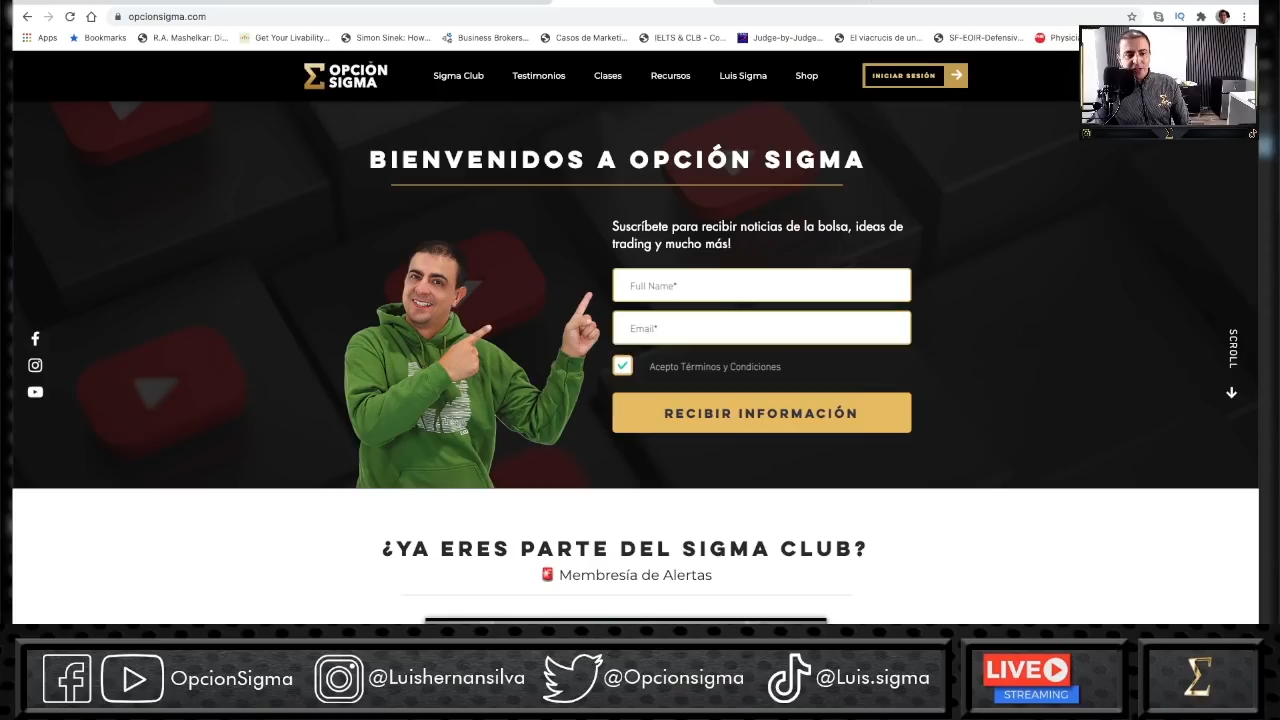 opcionsigma.com
Apps
Bookmarks
R.A. Mashelkar: Di...
Get Your Livability...
Simon Sinek: How...
Business Brokers...
Casos de Marketi...
IELTS & CLB - Co...
Judge-by-Judge...
El viacrucis de un...
SF-EOIR-Defensiv...
Physicia
OPCIÓN
SIGMA
Sigma Club
Testimonios
Clases
Recursos
Luis Sigma
Shop
INICIAR SESIÓN
BIENVENIDOS A OPCIÓN SIGMA
Suscríbete para recibir noticias de la bolsa, ideas de
trading y mucho más!
Full Name*
Email*
Acepto Términos y Condiciones
RECIBIR INFORMACIÓN
SCROLL
¿YA ERES PARTE DEL SIGMA CLUB?
Membresía de Alertas
OpcionSigma
@Luishernansilva
@Opcionsigma
@Luis.sigma
LIVE
STREAMING